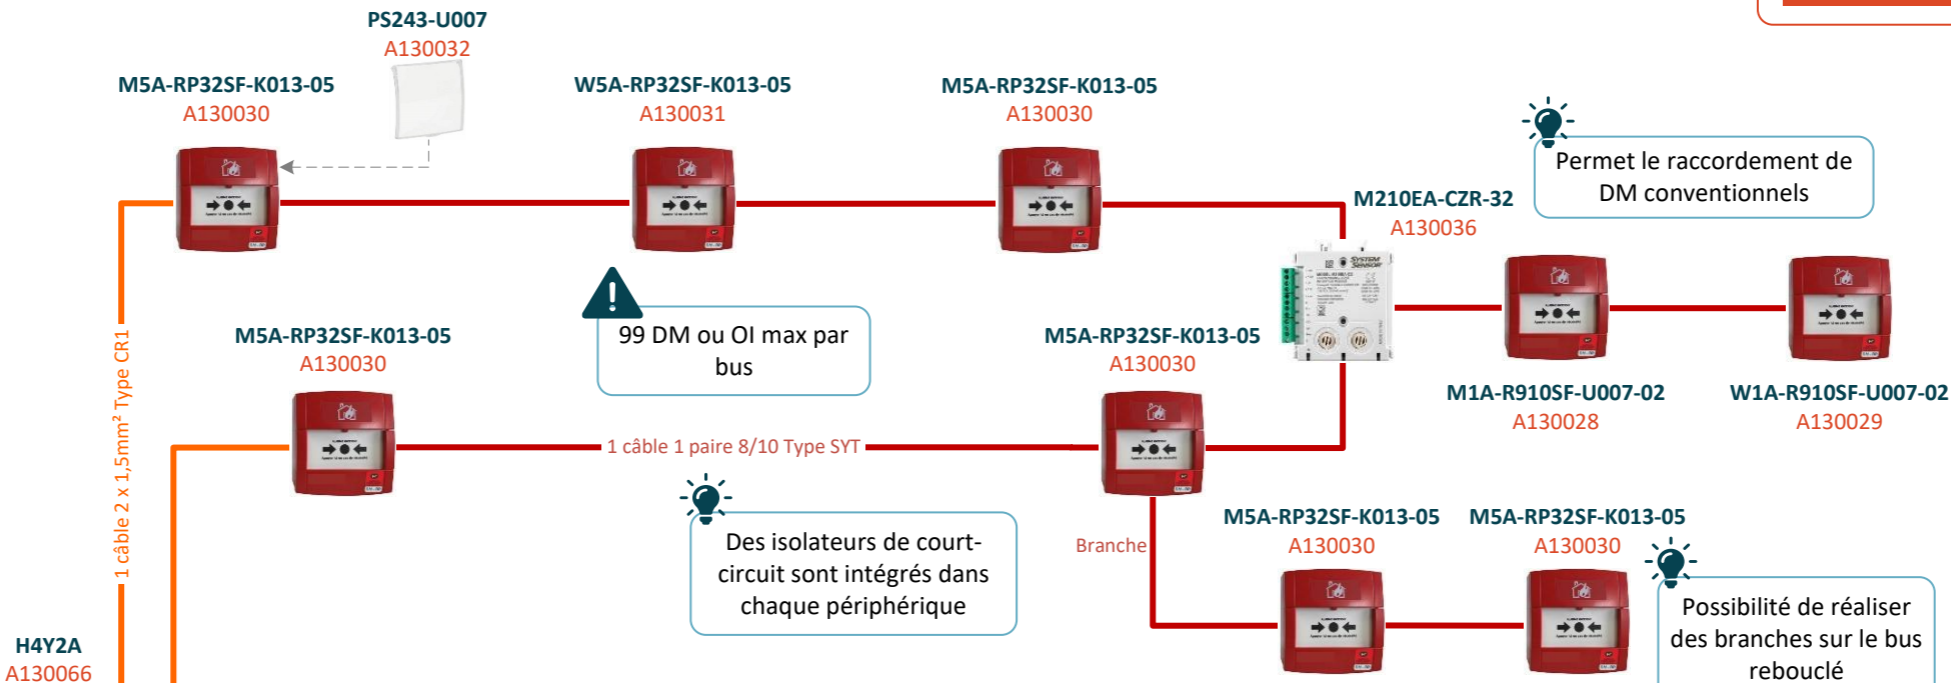 PS243-U007
A130032
M5A-RP32SF-K013-05
A130030
W5A-RP32SF-K013-05
A130031
M5A-RP32SF-K013-05
A130030
Permet le raccordement de
DM conventionnels
M210EA-CZR-32
A130036
SYSTEM
SENSOR
99 DM ou OI max par
bus
M5A-RP32SF-K013-05
A130030
M5A-RP32SF-K013-05
A130030
M1A-R910SF-U007-02
A130028
W1A-R910SF-U007-02
A130029
1 câble 2 x 1,5mm² Type CR1
1 câble 1 paire 8/10 Type SYT
Des isolateurs de court-
circuit sont intégrés dans
chaque périphérique
Branche
M5A-RP32SF-K013-05
A130030
M5A-RP32SF-K013-05
A130030
Possibilité de réaliser
des branches sur le bus
rebouclé
H4Y2A
A130066